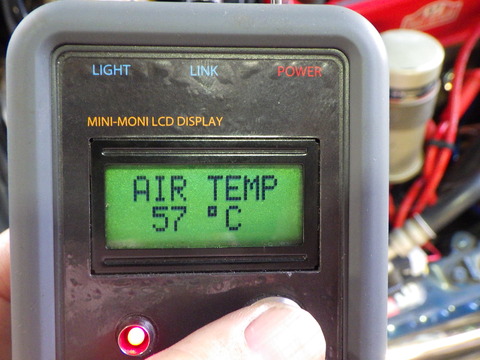 LIGHT LINK POWER
MINI-MONI LCD DISPLAY
AIR TEMP
57 °C